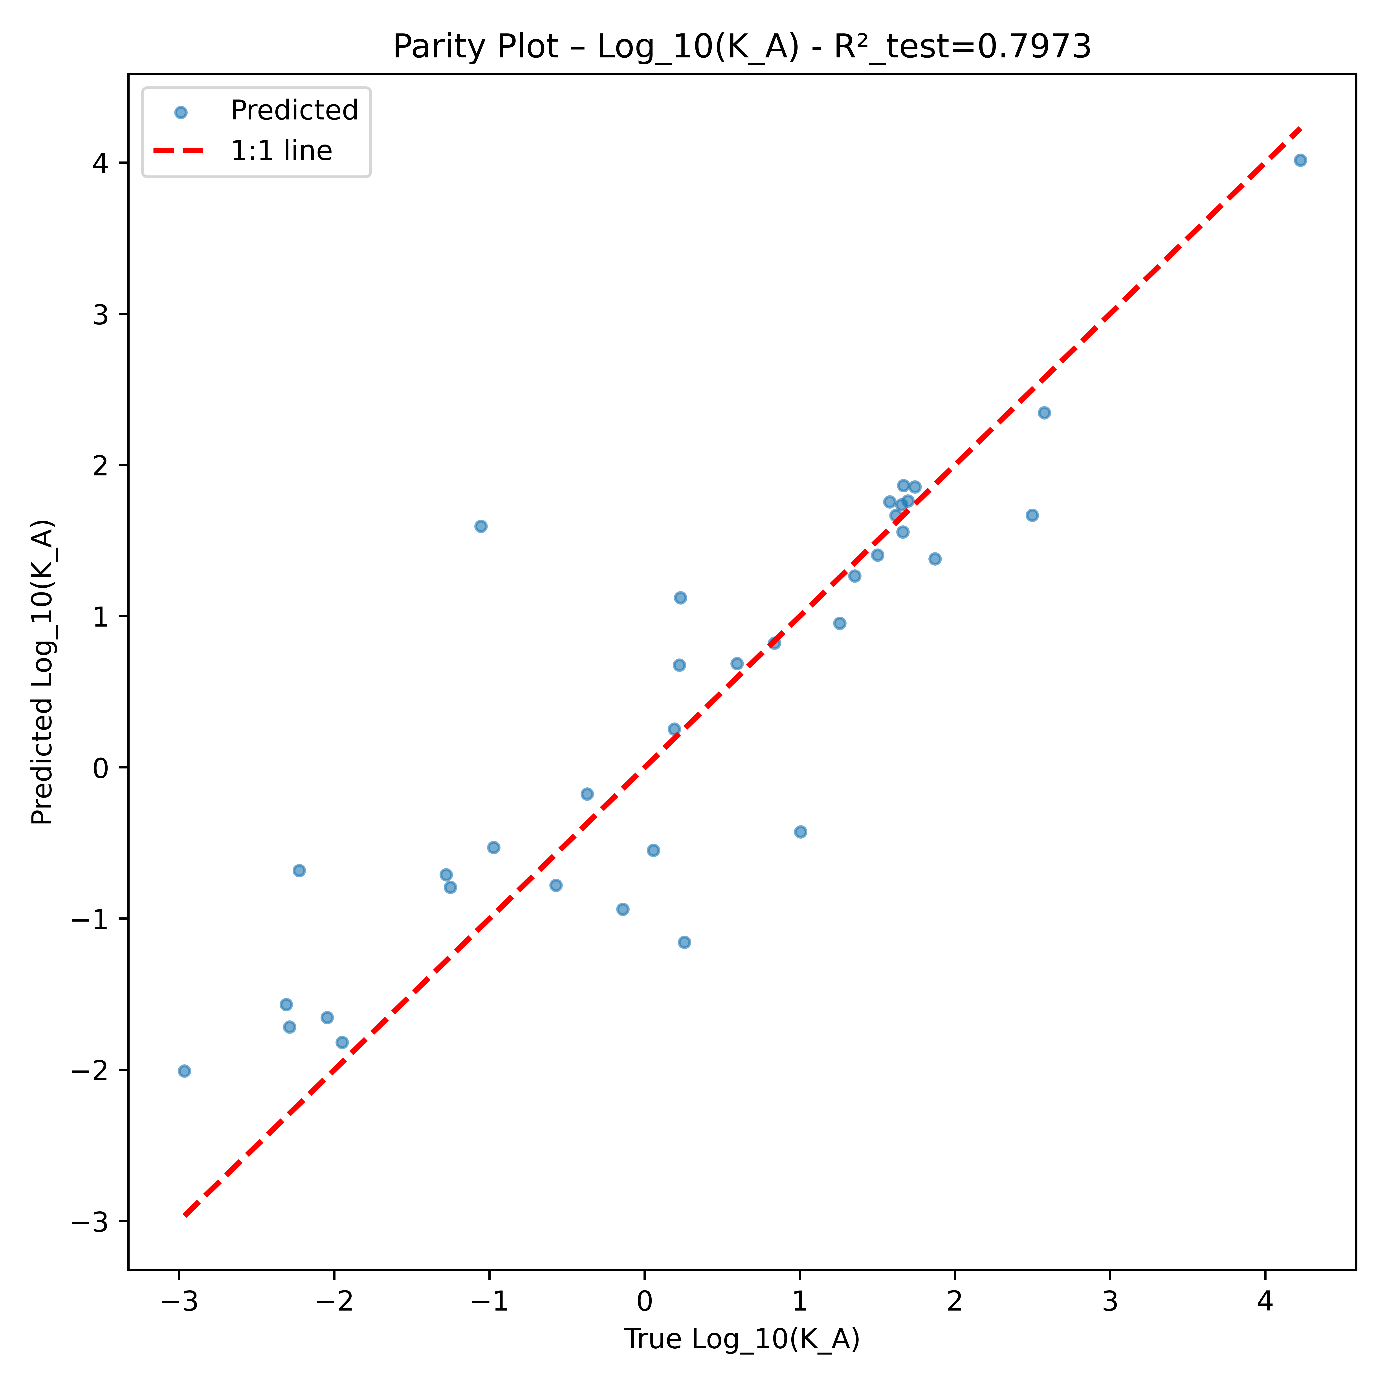 Parity Plot – Log_10(K_A) - R²_test=0.7973
Predicted
1:1 line
Predicted Log_10(K_A)
4
3
2
1
0
−1
−2
−3
−3 −2 −1 0 1 2 3 4
True Log_10(K_A)